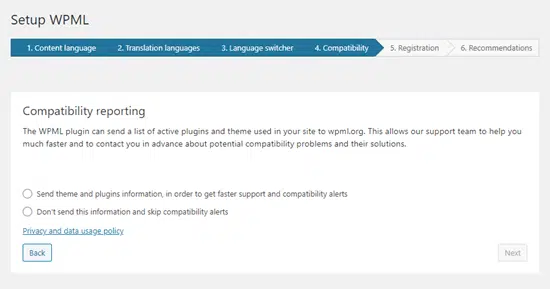 Setup WPML
1. Content language 2. Translation languages 3. Language switcher 4. Compatibility 5. Registration 6. Recommendations
Compatibility reporting
The WPML plugin can send a list of active plugins and theme used in your site to wpml.org. This allows our support team to help you
much faster and to contact you in advance about potential compatibility problems and their solutions.
Send theme and plugins information, in order to get faster support and compatibility alerts
Don't send this information and skip compatibility alerts
Privacy and data usage policy
Back Next